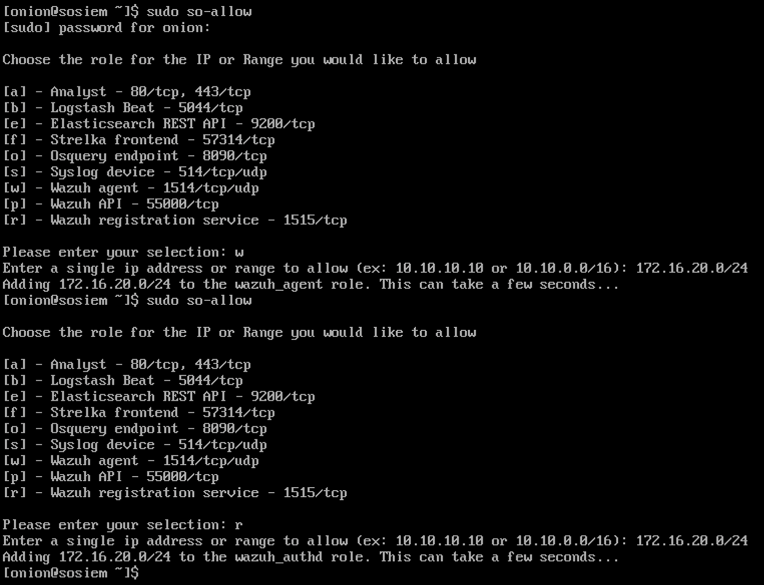 [onion@sosiem ~]$ sudo so-allow
[sudo] password for onion:
Choose the role for the IP or Range you would like to allow
[a] - Analyst - 80/tcp, 443/tcp
[b] - Logstash Beat - 5044/tcp
[e] - Elasticsearch REST API - 9200/tcp
[f] - Strelka frontend - 57314/tcp
[o] - Osquery endpoint - 8090/tcp
[s] - Syslog device - 514/tcp/udp
[w] - Wazuh agent - 1514/tcp/udp
[p] - Wazuh API - 55000/tcp
[r] - Wazuh registration service - 1515/tcp
Please enter your selection: w
Enter a single ip address or range to allow (ex: 10.10.10.10 or 10.10.0.0/16): 172.16.20.0/24
Adding 172.16.20.0/24 to the wazuh_agent role. This can take a few seconds...
[onion@sosiem ~]$ sudo so-allow
Choose the role for the IP or Range you would like to allow
[a] - Analyst - 80/tcp, 443/tcp
[b] - Logstash Beat - 5044/tcp
[e] - Elasticsearch REST API - 9200/tcp
[f] - Strelka frontend - 57314/tcp
[o] - Osquery endpoint - 8090/tcp
[s] - Syslog device - 514/tcp/udp
[w] - Wazuh agent - 1514/tcp/udp
[p] - Wazuh API - 55000/tcp
[r] - Wazuh registration service - 1515/tcp
Please enter your selection: r
Enter a single ip address or range to allow (ex: 10.10.10.10 or 10.10.0.0/16): 172.16.20.0/24
Adding 172.16.20.0/24 to the wazuh_authd role. This can take a few seconds...
[onion@sosiem ~]$